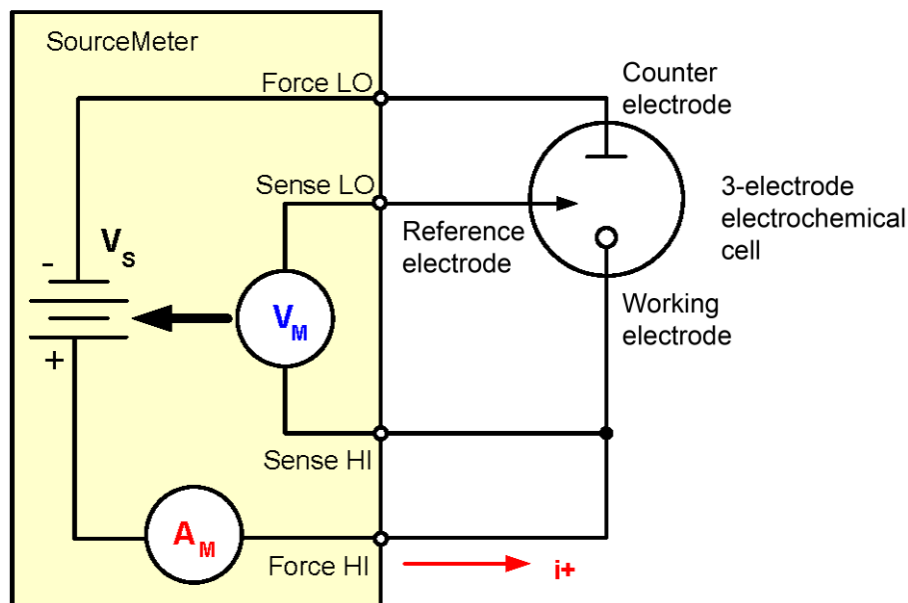 SourceMeter
Force LO
Counter
electrode
Sense LO
Reference
electrode
3-electrode
electrochemical
cell
VS
-
+
VM
Working
electrode
Sense HI
AM
Force HI
i+